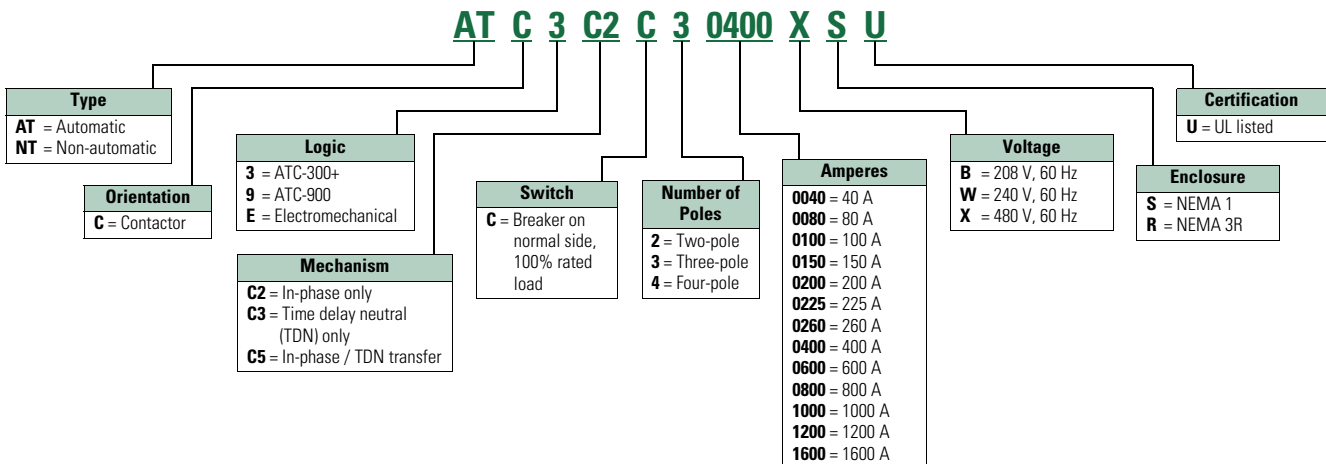 AT C 3 C2 C 3 0400 X S U
Type
AT = Automatic
NT = Non-automatic
Orientation
C = Contactor
Logic
3 = ATC-300+
9 = ATC-900
E = Electromechanical
Mechanism
C2 = In-phase only
C3 = Time delay neutral
(TDN) only
C5 = In-phase / TDN transfer
Switch
C = Breaker on
normal side,
100% rated
load
Number of
Poles
2 = Two-pole
3 = Three-pole
4 = Four-pole
Amperes
0040 = 40 A
0080 = 80 A
0100 = 100 A
0150 = 150 A
0200 = 200 A
0225 = 225 A
0260 = 260 A
0400 = 400 A
0600 = 600 A
0800 = 800 A
1000 = 1000 A
1200 = 1200 A
1600 = 1600 A
Voltage
B = 208 V, 60 Hz
W = 240 V, 60 Hz
X = 480 V, 60 Hz
Enclosure
S = NEMA 1
R = NEMA 3R
Certification
U = UL listed